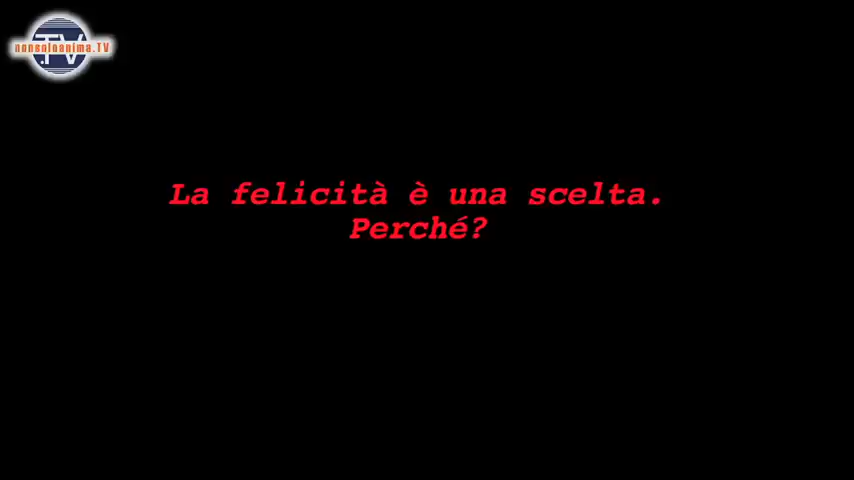 nonsoloanima.TV
.TV
La felicità è una scelta.
Perché?